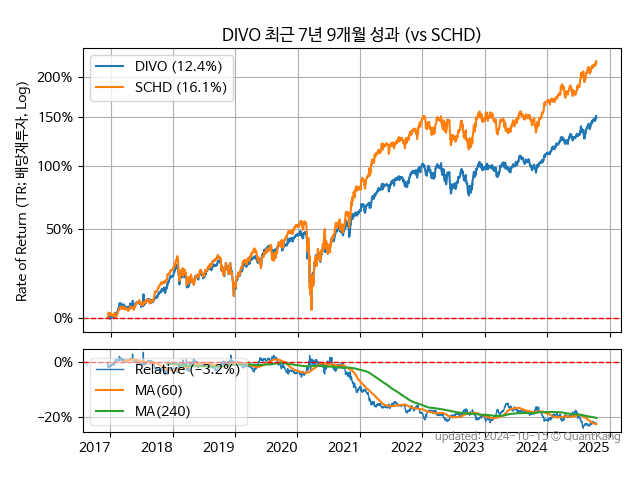 DIVO 최근 7년 9개월 성과 (vs SCHD)
Rate of Return (TR: 배당재투자, Log)
200%
150%
100%
50%
0%
DIVO (12.4%)
SCHD (16.1%)
0%
−20%
Relative (−3.2%)
MA(60)
MA(240)
2017 2018 2019 2020 2021 2022 2023 2024 2025
updated: 2024-10-15 © QuantKang